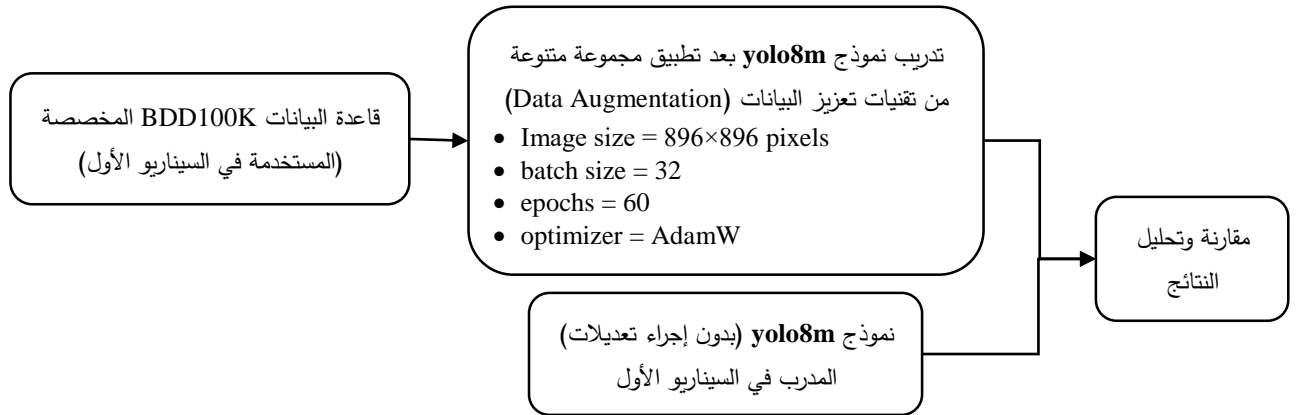 قاعدة البيانات BDD100K المخصصة
(المستخدمة في السيناريو الأول)
تدريب نموذج yolo8m بعد تطبيق مجموعة متنوعة
من تقنيات تعزيز البيانات (Data Augmentation)
• Image size = 896×896 pixels
• batch size = 32
• epochs = 60
• optimizer = AdamW
نموذج yolo8m (بدون إجراء تعديلات)
المدرب في السيناريو الأول
مقارنة وتحليل
النتائج